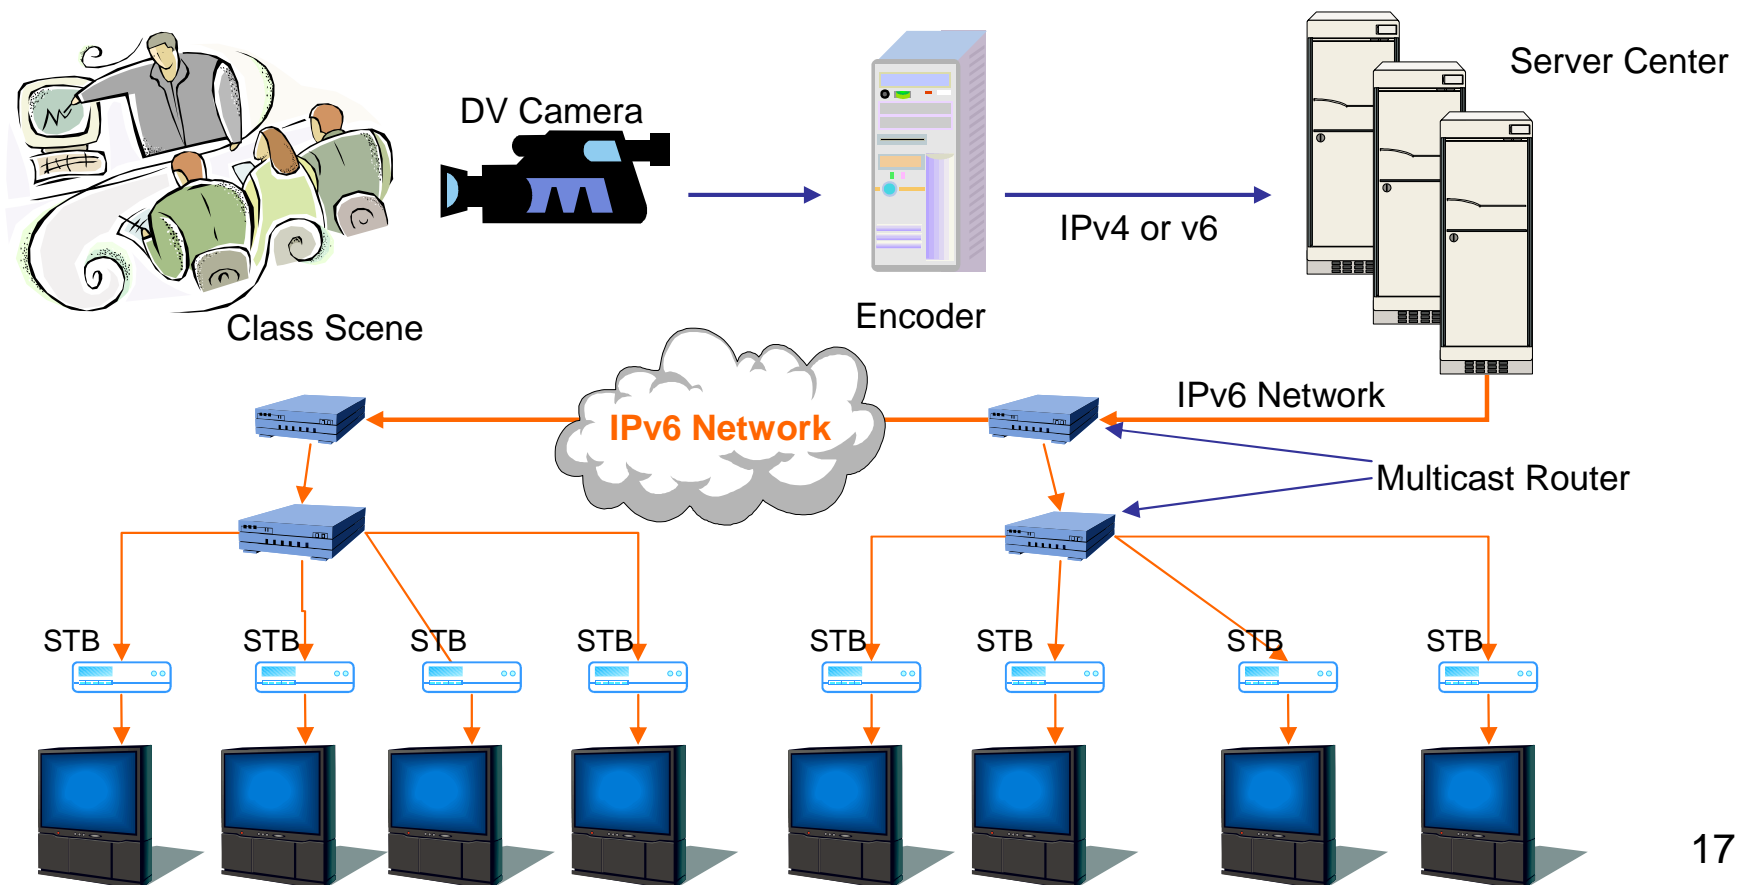 Server Center
DV Camera
IPv4 or v6
Encoder
Class Scene
IPv6 Network
IPv6 Network
Multicast Router
STB
STB
STB
STB
STB
STB
STB
STB
17